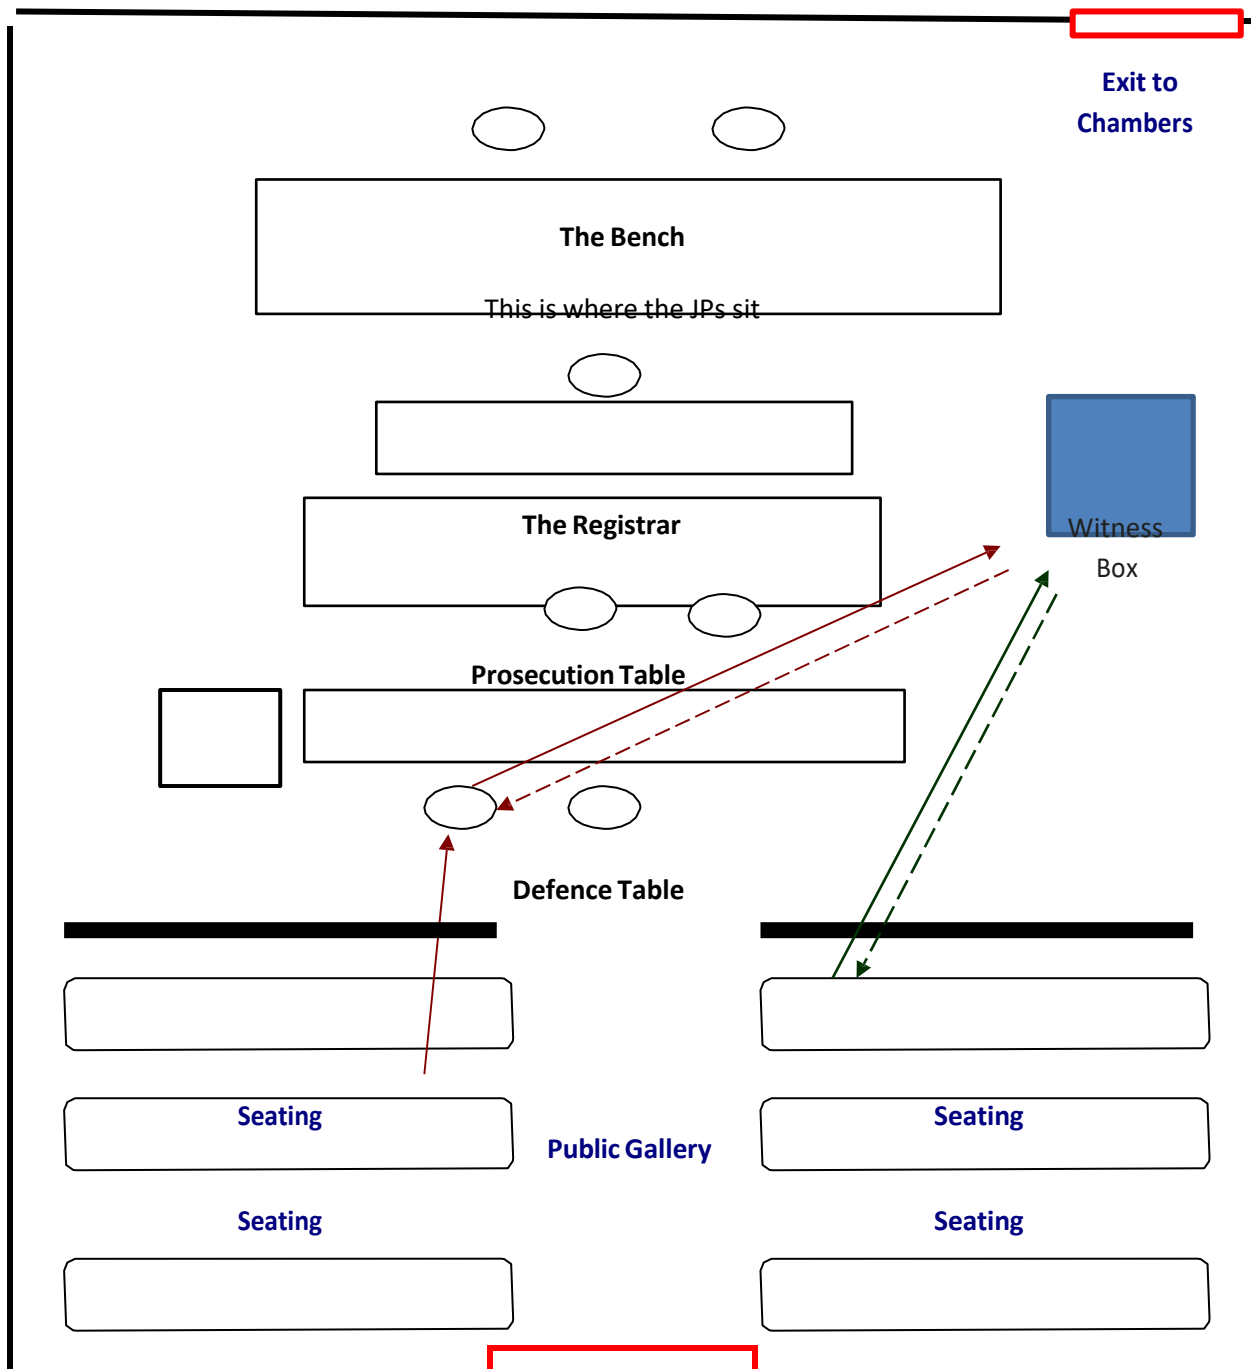 Exit to
Chambers
The Bench
This is where the JPs sit
The Registrar
Witness
Box
Prosecution Table
Defence Table
Seating
Seating
Public Gallery
Seating
Seating